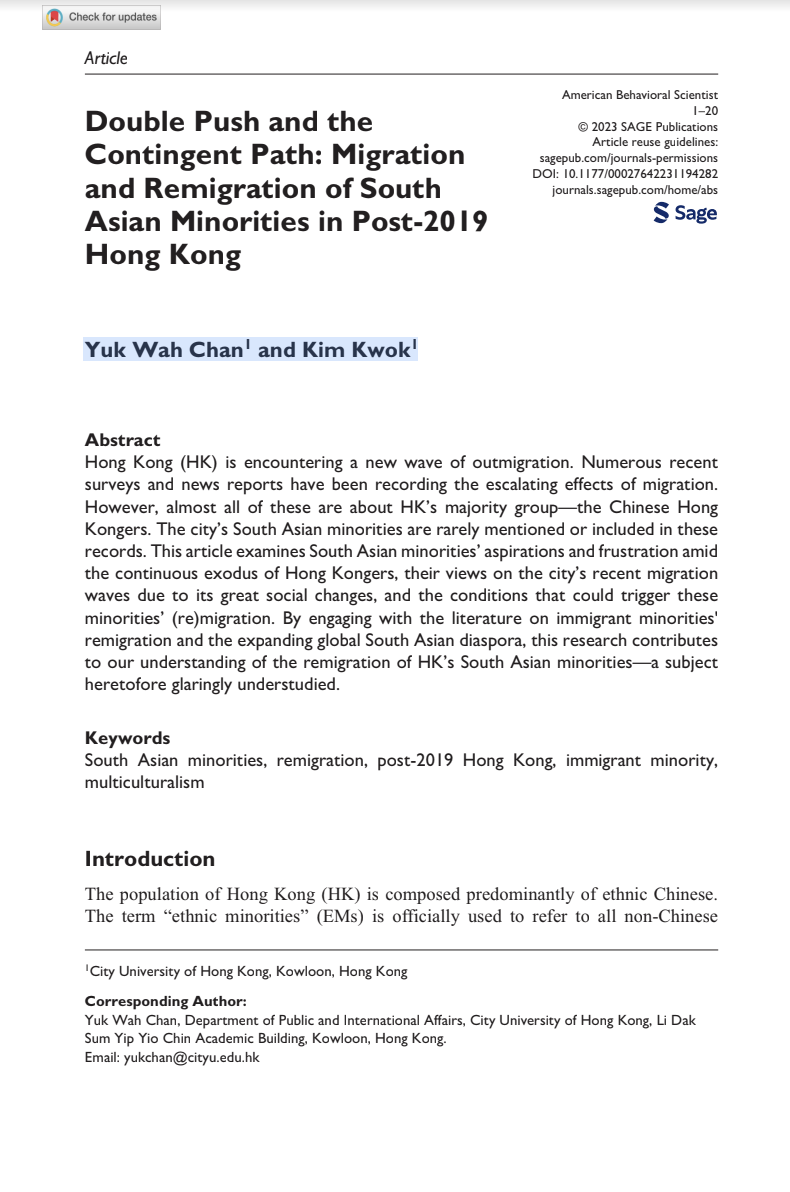 Check for updates
Article
American Behavioral Scientist
1–20
© 2023 SAGE Publications
Article reuse guidelines:
sagepub.com/journals-permissions
DOI: 10.1177/00027642231194282
journals.sagepub.com/home/abs
Sage
Double Push and the
Contingent Path: Migration
and Remigration of South
Asian Minorities in Post-2019
Hong Kong
Yuk Wah Chan¹ and Kim Kwok¹
Abstract
Hong Kong (HK) is encountering a new wave of outmigration. Numerous recent
surveys and news reports have been recording the escalating effects of migration.
However, almost all of these are about HK’s majority group—the Chinese Hong
Kongers. The city’s South Asian minorities are rarely mentioned or included in these
records. This article examines South Asian minorities’ aspirations and frustration amid
the continuous exodus of Hong Kongers, their views on the city’s recent migration
waves due to its great social changes, and the conditions that could trigger these
minorities’ (re)migration. By engaging with the literature on immigrant minorities'
remigration and the expanding global South Asian diaspora, this research contributes
to our understanding of the remigration of HK’s South Asian minorities—a subject
heretofore glaringly understudied.
Keywords
South Asian minorities, remigration, post-2019 Hong Kong, immigrant minority,
multiculturalism
Introduction
The population of Hong Kong (HK) is composed predominantly of ethnic Chinese.
The term “ethnic minorities” (EMs) is officially used to refer to all non-Chinese
¹City University of Hong Kong, Kowloon, Hong Kong
Corresponding Author:
Yuk Wah Chan, Department of Public and International Affairs, City University of Hong Kong, Li Dak
Sum Yip Yio Chin Academic Building, Kowloon, Hong Kong.
Email: yukchan@cityu.edu.hk